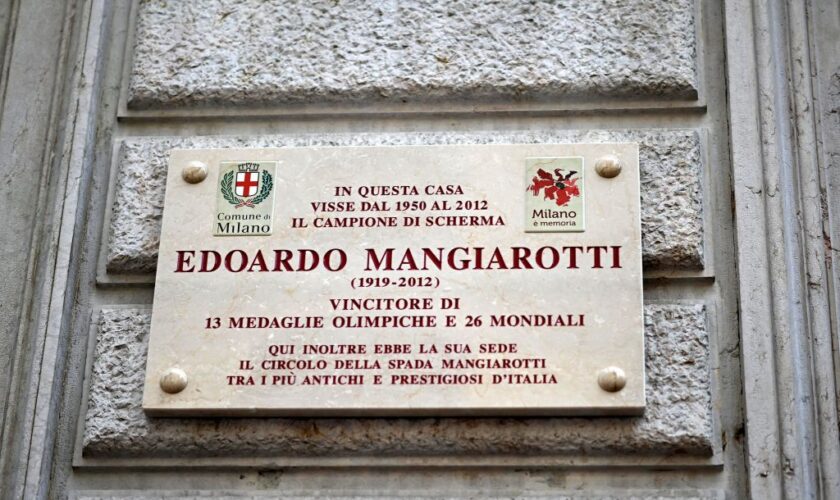 IN QUESTA CASA
VISSE DAL 1950 AL 2012
IL CAMPIONE DI SCHERMA
Comune di
Milano
Milano
è memoria
EDOARDO MANGIAROTTI
(1919-2012)
VINCITORE DI
13 MEDAGLIE OLIMPICHE E 26 MONDIALI
QUI INOLTRE EBBE LA SUA SEDE
IL CIRCOLO DELLA SPADA MANGIAROTTI
TRA I PIÙ ANTICHI E PRESTIGIOSI D'ITALIA